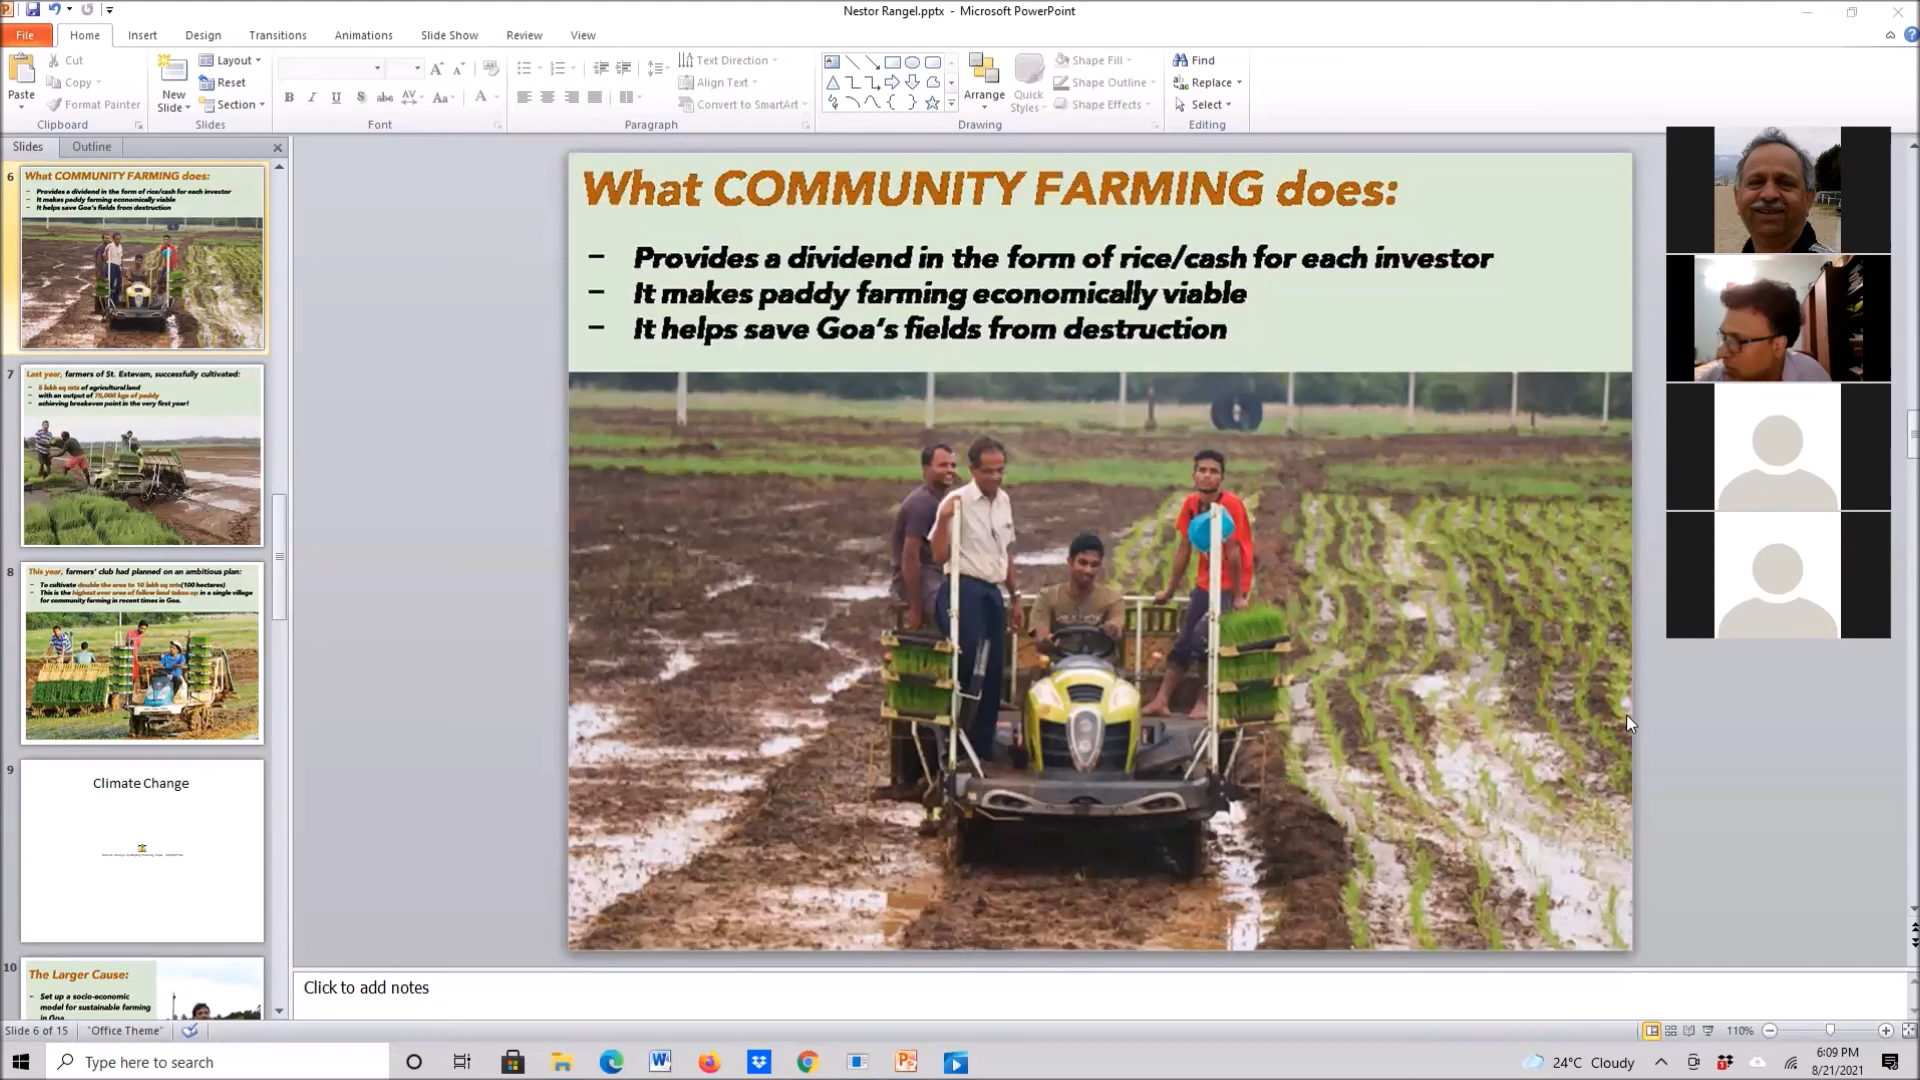 Nestor Rangel.pptx - Microsoft PowerPoint
File Home Insert Design Transitions Animations Slide Show Review View
Paste
Cut
Copy
Format Painter
Clipboard
New Slide
Layout
Reset
Section
Slides
Font
Text Direction
Align Text
Convert to SmartArt
Paragraph
Arrange
Quick Styles
Shape Fill
Shape Outline
Shape Effects
Drawing
Find
Replace
Select
Editing
Slides Outline
6
What COMMUNITY FARMING does:
- Provides a dividend in the form of rice/cash for each investor
- It makes paddy farming economically viable
- It helps save Goa's fields from destruction
7
Last year, farmers of St. Estevam, successfully cultivated:
- 5 lakh sq mts of agricultural land
- with an output of 75,000 kgs of paddy
- achieving breakeven point in the very first year!
8
This year, farmers' club had planned on an ambitious plan:
- To cultivate double the area to 10 lakh sq mts(100 hectares)
- This is the highest ever area of fallow land taken up in a single village
for community farming in recent times in Goa.
9
Climate Change
10
The Larger Cause:
- Set up a socio-economic
model for sustainable farming
in Goa
What COMMUNITY FARMING does:
- Provides a dividend in the form of rice/cash for each investor
- It makes paddy farming economically viable
- It helps save Goa's fields from destruction
Click to add notes
Slide 6 of 15 "Office Theme" 110%
Type here to search
24°C Cloudy
6:09 PM
8/21/2021